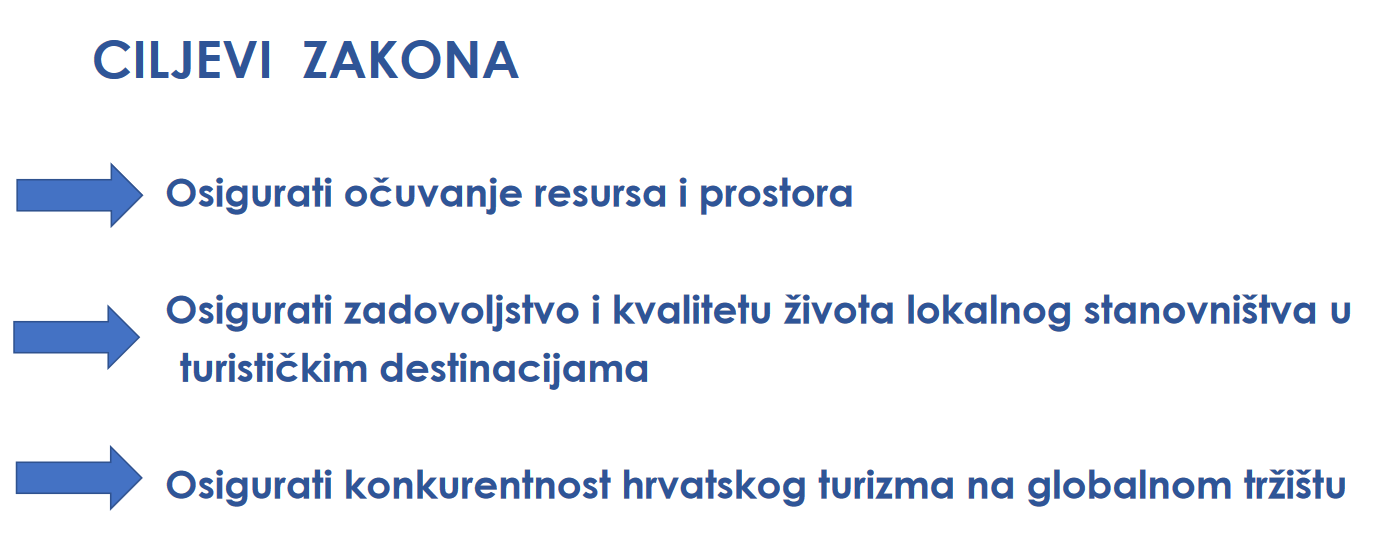 CILJEVI ZAKONA
Osigurati očuvanje resursa i prostora
Osigurati zadovoljstvo i kvalitetu života lokalnog stanovništva u
turističkim destinacijama
Osigurati konkurentnost hrvatskog turizma na globalnom tržištu